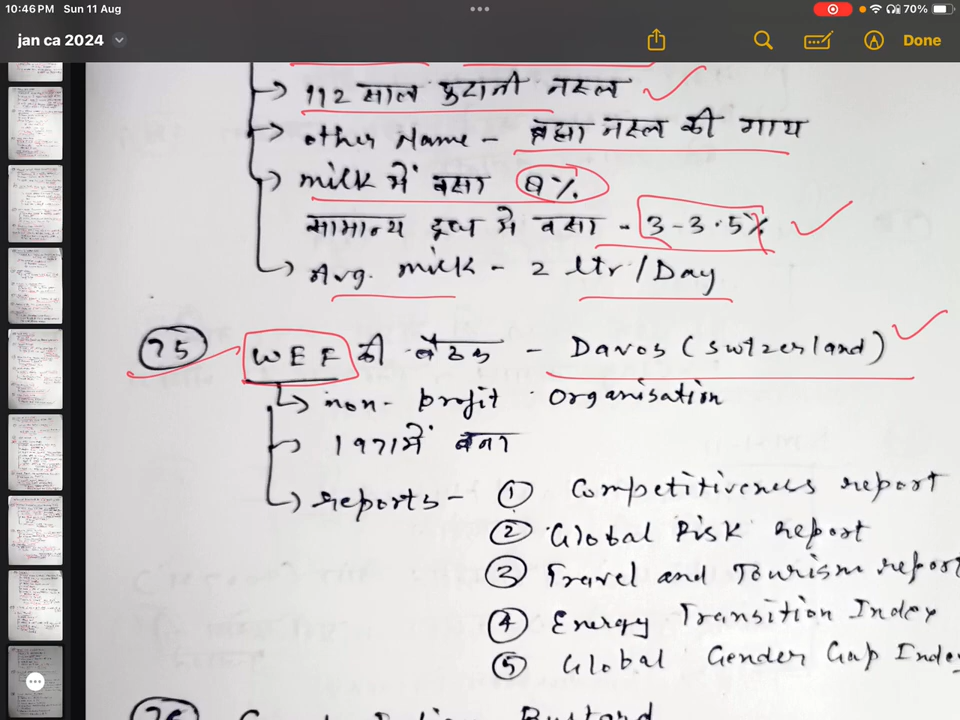 10:46 PM Sun 11 Aug
70%
jan ca 2024
Done
112 साल पुरानी नस्ल
other Name - ब्रह्मा नस्ल की गाय
milk में वसा 8%
सामान्य दूध में वसा - 3-3.5%
Avg. milk - 2 ltr/Day
75 WEF की बैठक - Davos (Swtzerland)
non-profit Organisation
1971 में बना
reports - ① Competitiveness report
② Global Risk report
③ Travel and Tourism report
④ Energy Transition Index
⑤ Global Gender Gap Index
Bustard